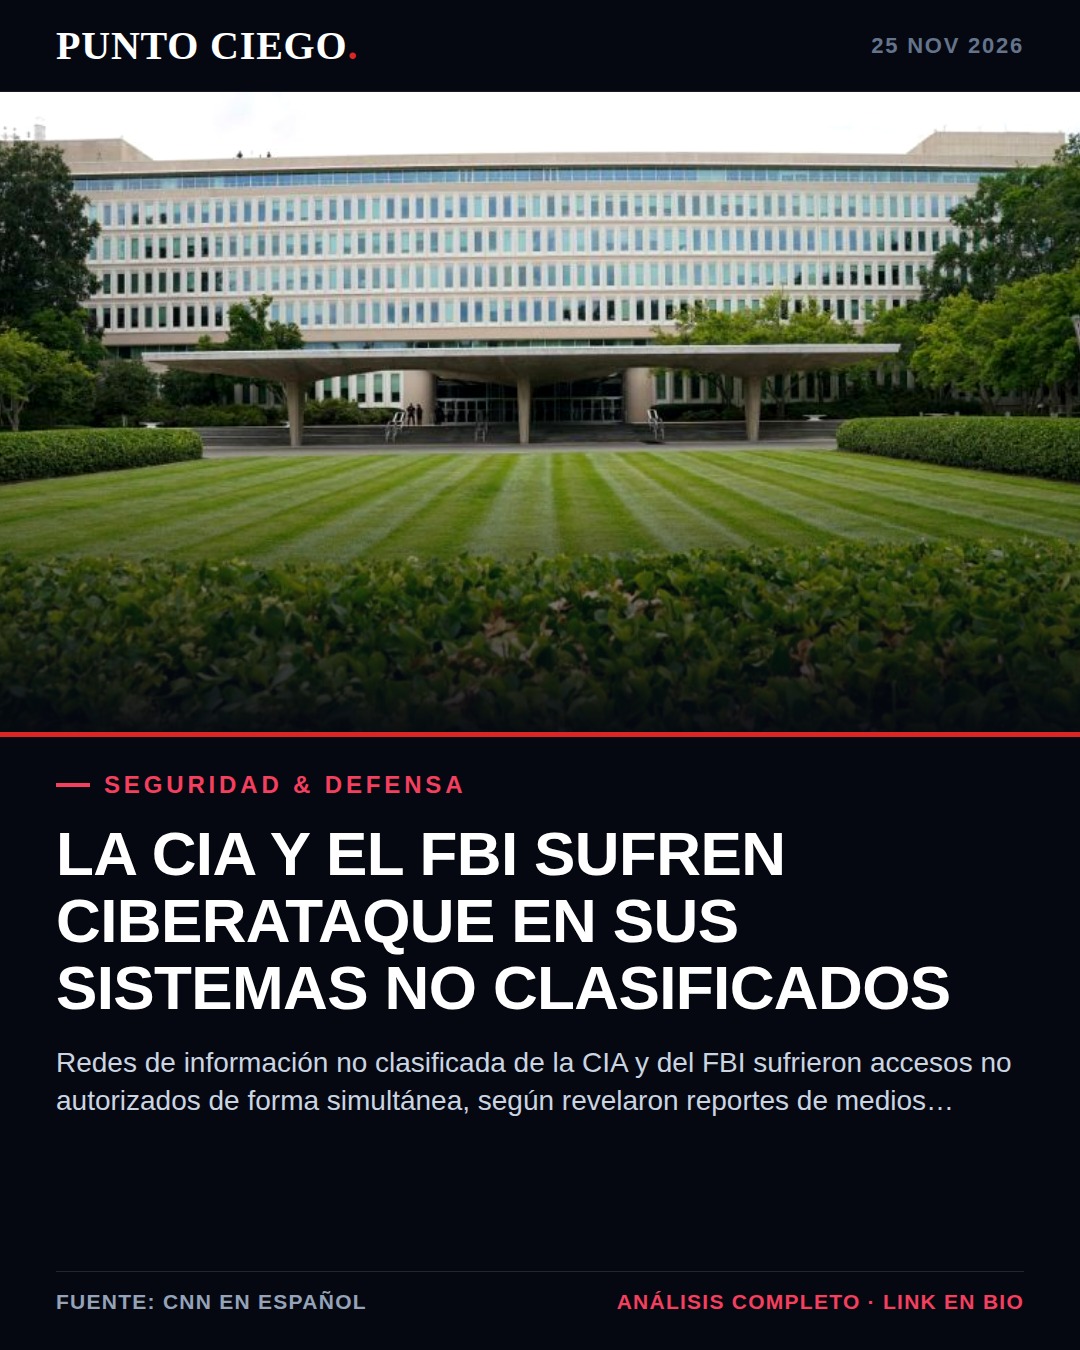 PUNTO CIEGO.
25 NOV 2026
SEGURIDAD & DEFENSA
LA CIA Y EL FBI SUFREN
CIBERATAQUE EN SUS
SISTEMAS NO CLASIFICADOS
Redes de información no clasificada de la CIA y del FBI sufrieron accesos no
autorizados de forma simultánea, según revelaron reportes de medios…
FUENTE: CNN EN ESPAÑOL
ANÁLISIS COMPLETO · LINK EN BIO